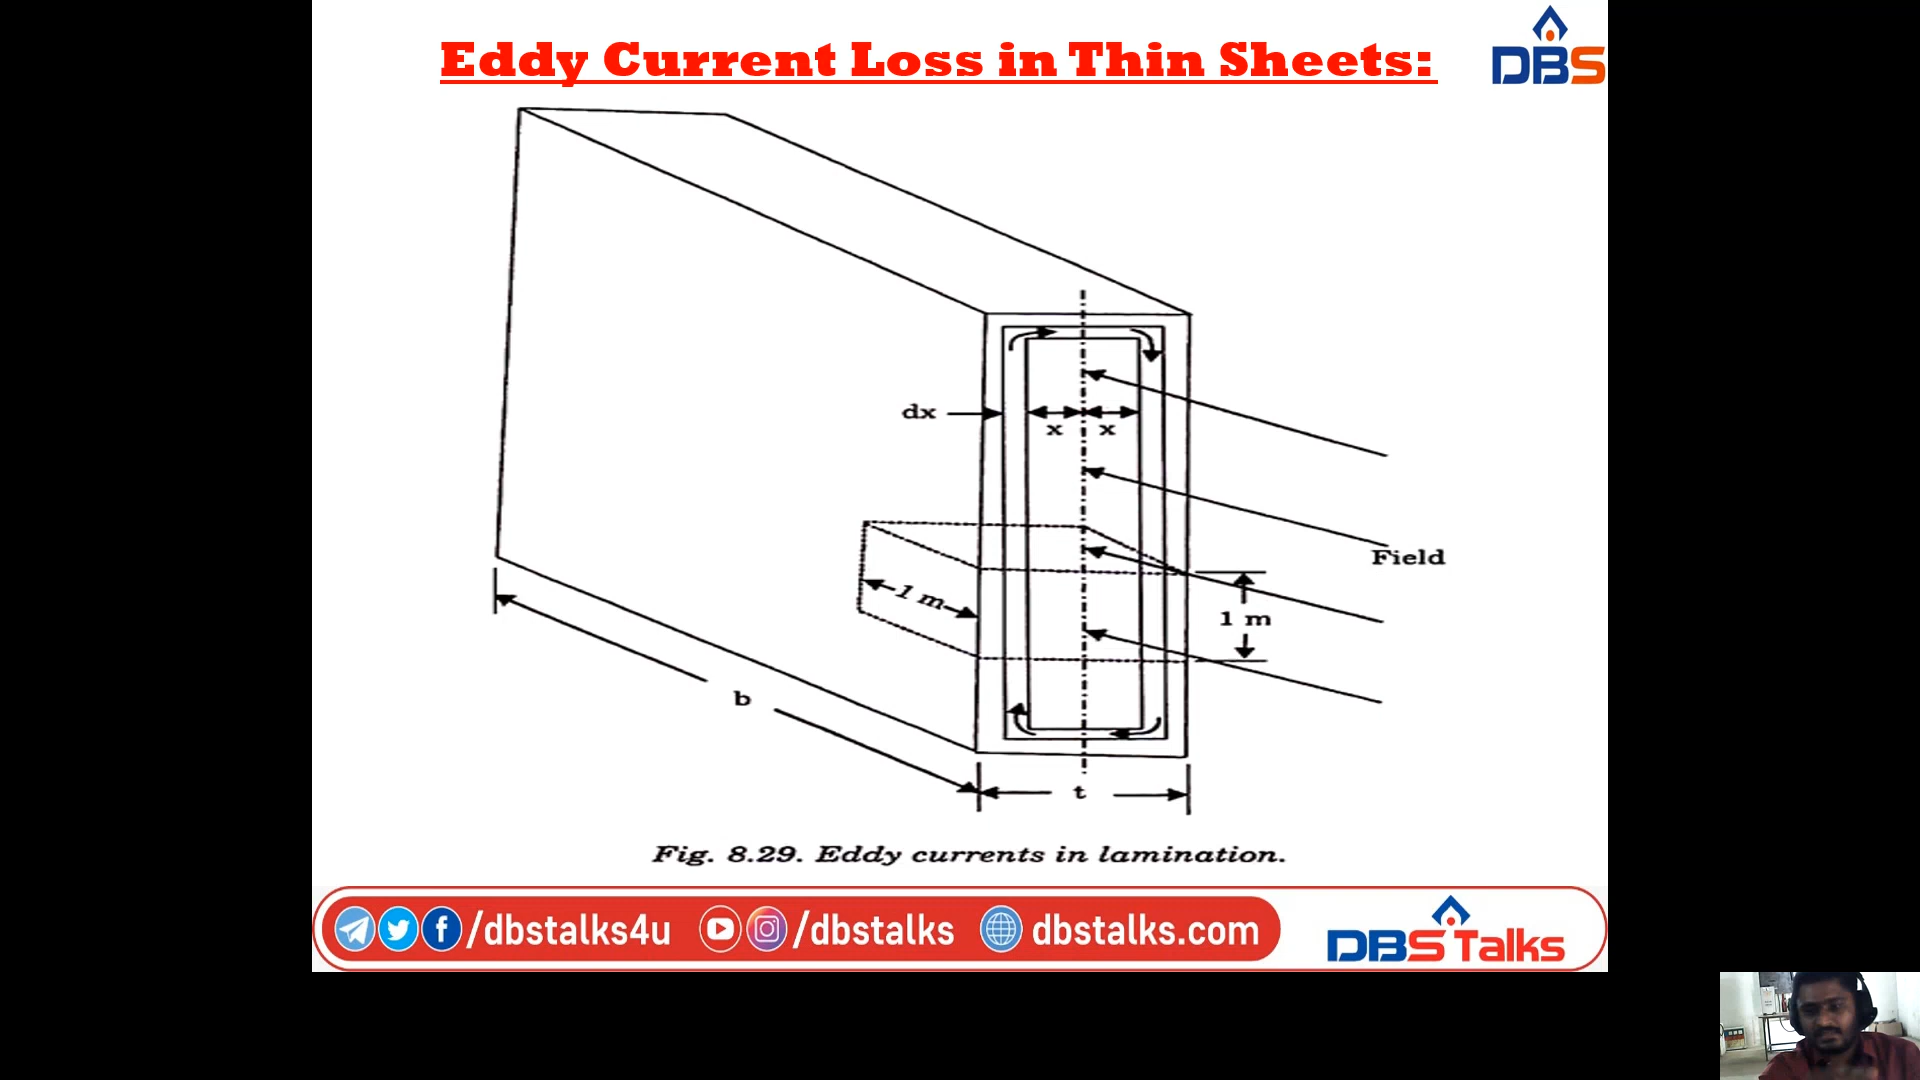 Eddy Current Loss in Thin Sheets:
DBS
dx
x x
Field
1 m
1 m
b
t
Fig. 8.29. Eddy currents in lamination.
/dbstalks4u /dbstalks dbstalks.com
DBS Talks